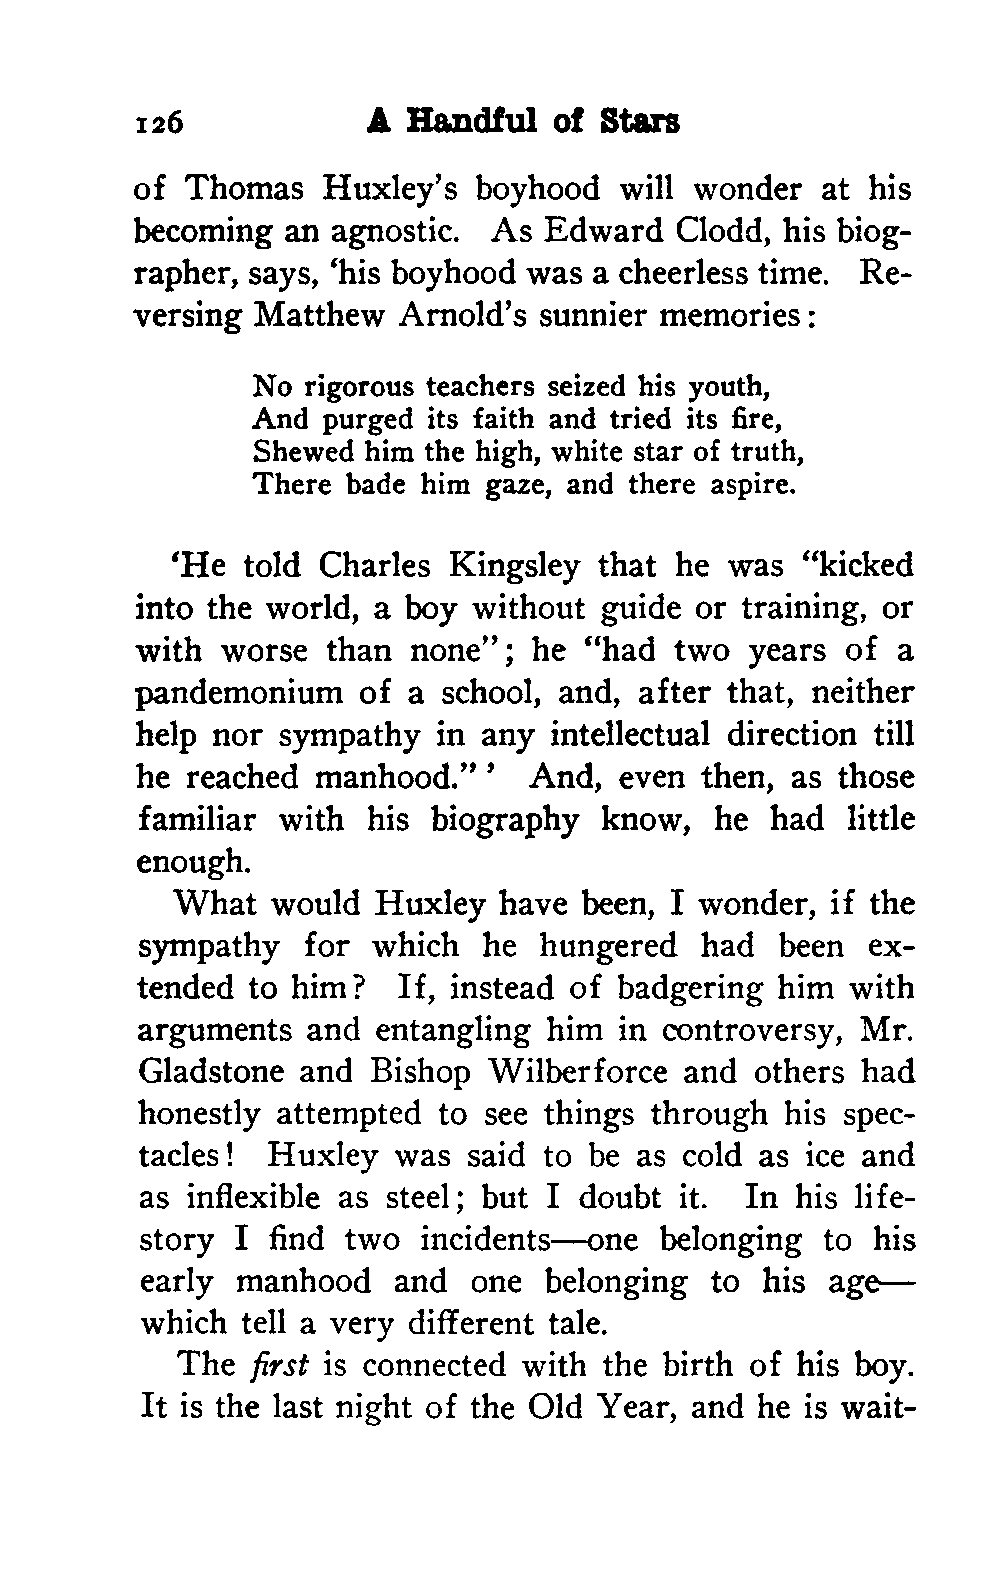 126 A Handful of Stars
of Thomas Huxley's boyhood will wonder at his
becoming an agnostic. As Edward Clodd, his biog-
rapher, says, 'his boyhood was a cheerless time. Re-
versing Matthew Arnold's sunnier memories:
No rigorous teachers seized his youth,
And purged its faith and tried its fire,
Shewed him the high, white star of truth,
There bade him gaze, and there aspire.
'He told Charles Kingsley that he was "kicked
into the world, a boy without guide or training, or
with worse than none"; he "had two years of a
pandemonium of a school, and, after that, neither
help nor sympathy in any intellectual direction till
he reached manhood." ' And, even then, as those
familiar with his biography know, he had little
enough.
What would Huxley have been, I wonder, if the
sympathy for which he hungered had been ex-
tended to him? If, instead of badgering him with
arguments and entangling him in controversy, Mr.
Gladstone and Bishop Wilberforce and others had
honestly attempted to see things through his spec-
tacles! Huxley was said to be as cold as ice and
as inflexible as steel; but I doubt it. In his life-
story I find two incidents—one belonging to his
early manhood and one belonging to his age—
which tell a very different tale.
The first is connected with the birth of his boy.
It is the last night of the Old Year, and he is wait-